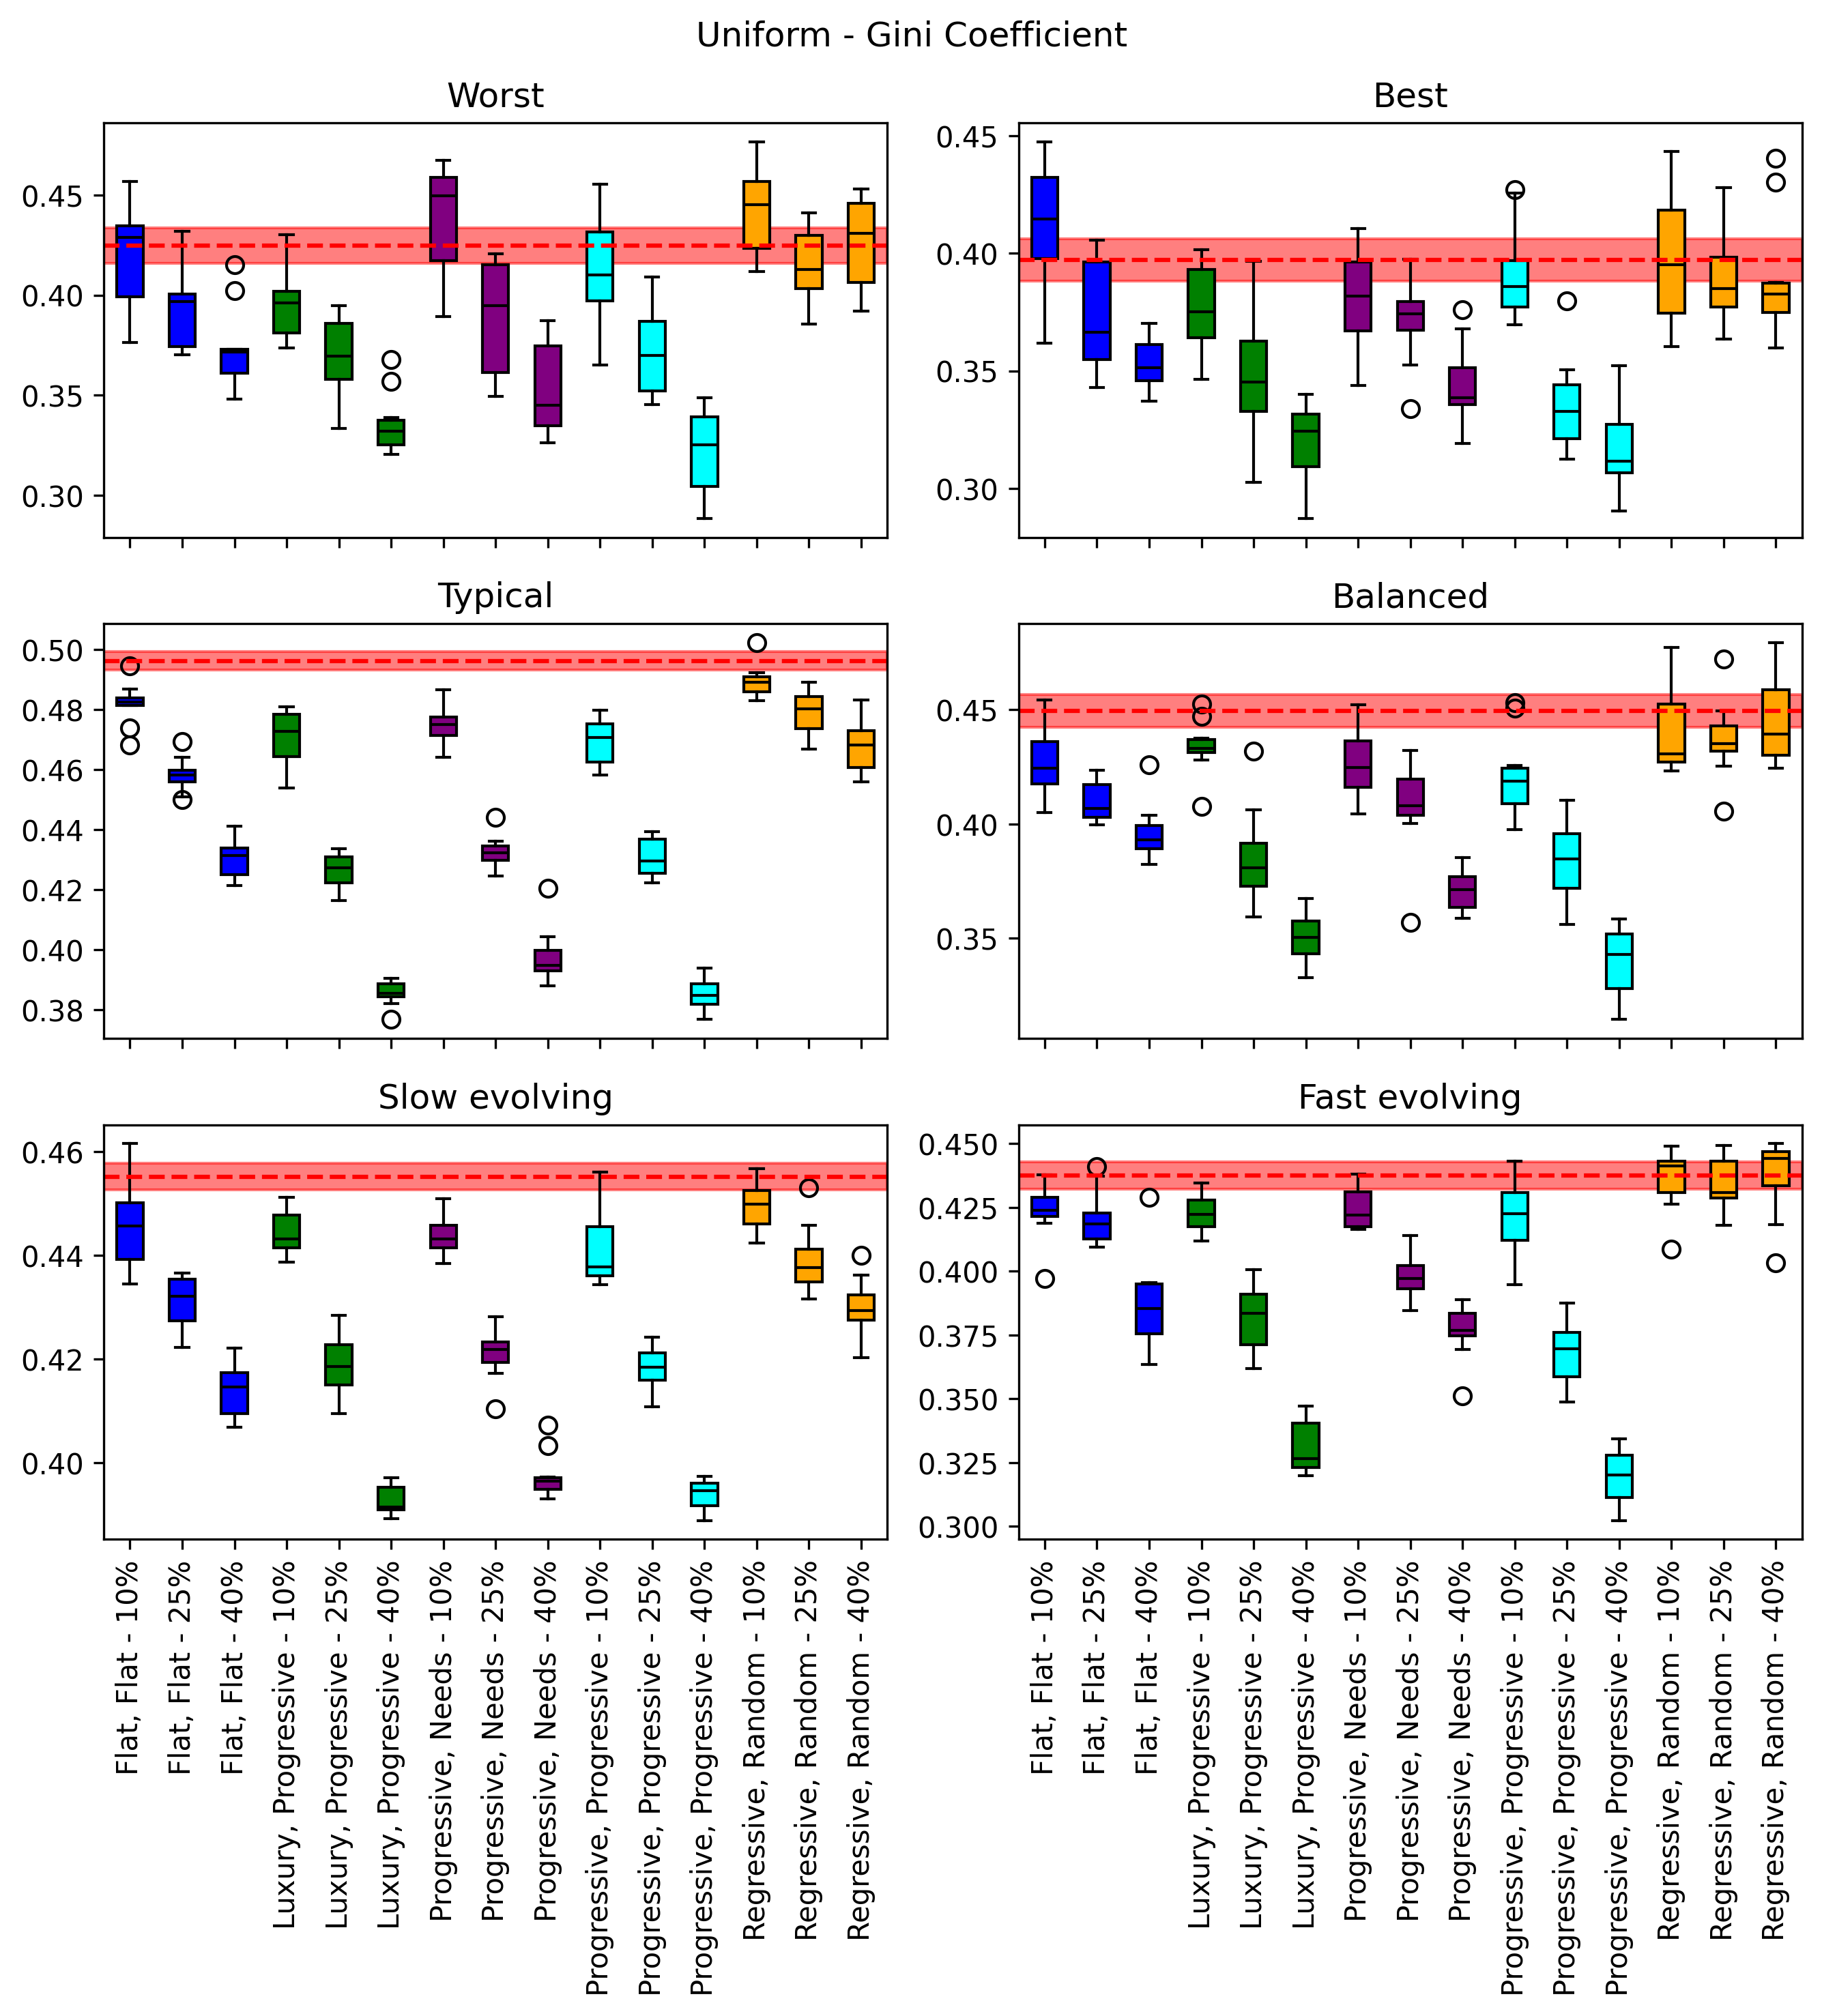 Uniform - Gini Coefficient
Worst
0.45
0.40
0.35
0.30
Best
0.45
0.40
0.35
0.30
Typical
0.50
0.48
0.46
0.44
0.42
0.40
0.38
Balanced
0.45
0.40
0.35
Slow evolving
0.46
0.44
0.42
0.40
Fast evolving
0.450
0.425
0.400
0.375
0.350
0.325
0.300
Flat, Flat - 10%
Flat, Flat - 25%
Flat, Flat - 40%
Luxury, Progressive - 10%
Luxury, Progressive - 25%
Luxury, Progressive - 40%
Progressive, Needs - 10%
Progressive, Needs - 25%
Progressive, Needs - 40%
Progressive, Progressive - 10%
Progressive, Progressive - 25%
Progressive, Progressive - 40%
Regressive, Random - 10%
Regressive, Random - 25%
Regressive, Random - 40%
Flat, Flat - 10%
Flat, Flat - 25%
Flat, Flat - 40%
Luxury, Progressive - 10%
Luxury, Progressive - 25%
Luxury, Progressive - 40%
Progressive, Needs - 10%
Progressive, Needs - 25%
Progressive, Needs - 40%
Progressive, Progressive - 10%
Progressive, Progressive - 25%
Progressive, Progressive - 40%
Regressive, Random - 10%
Regressive, Random - 25%
Regressive, Random - 40%